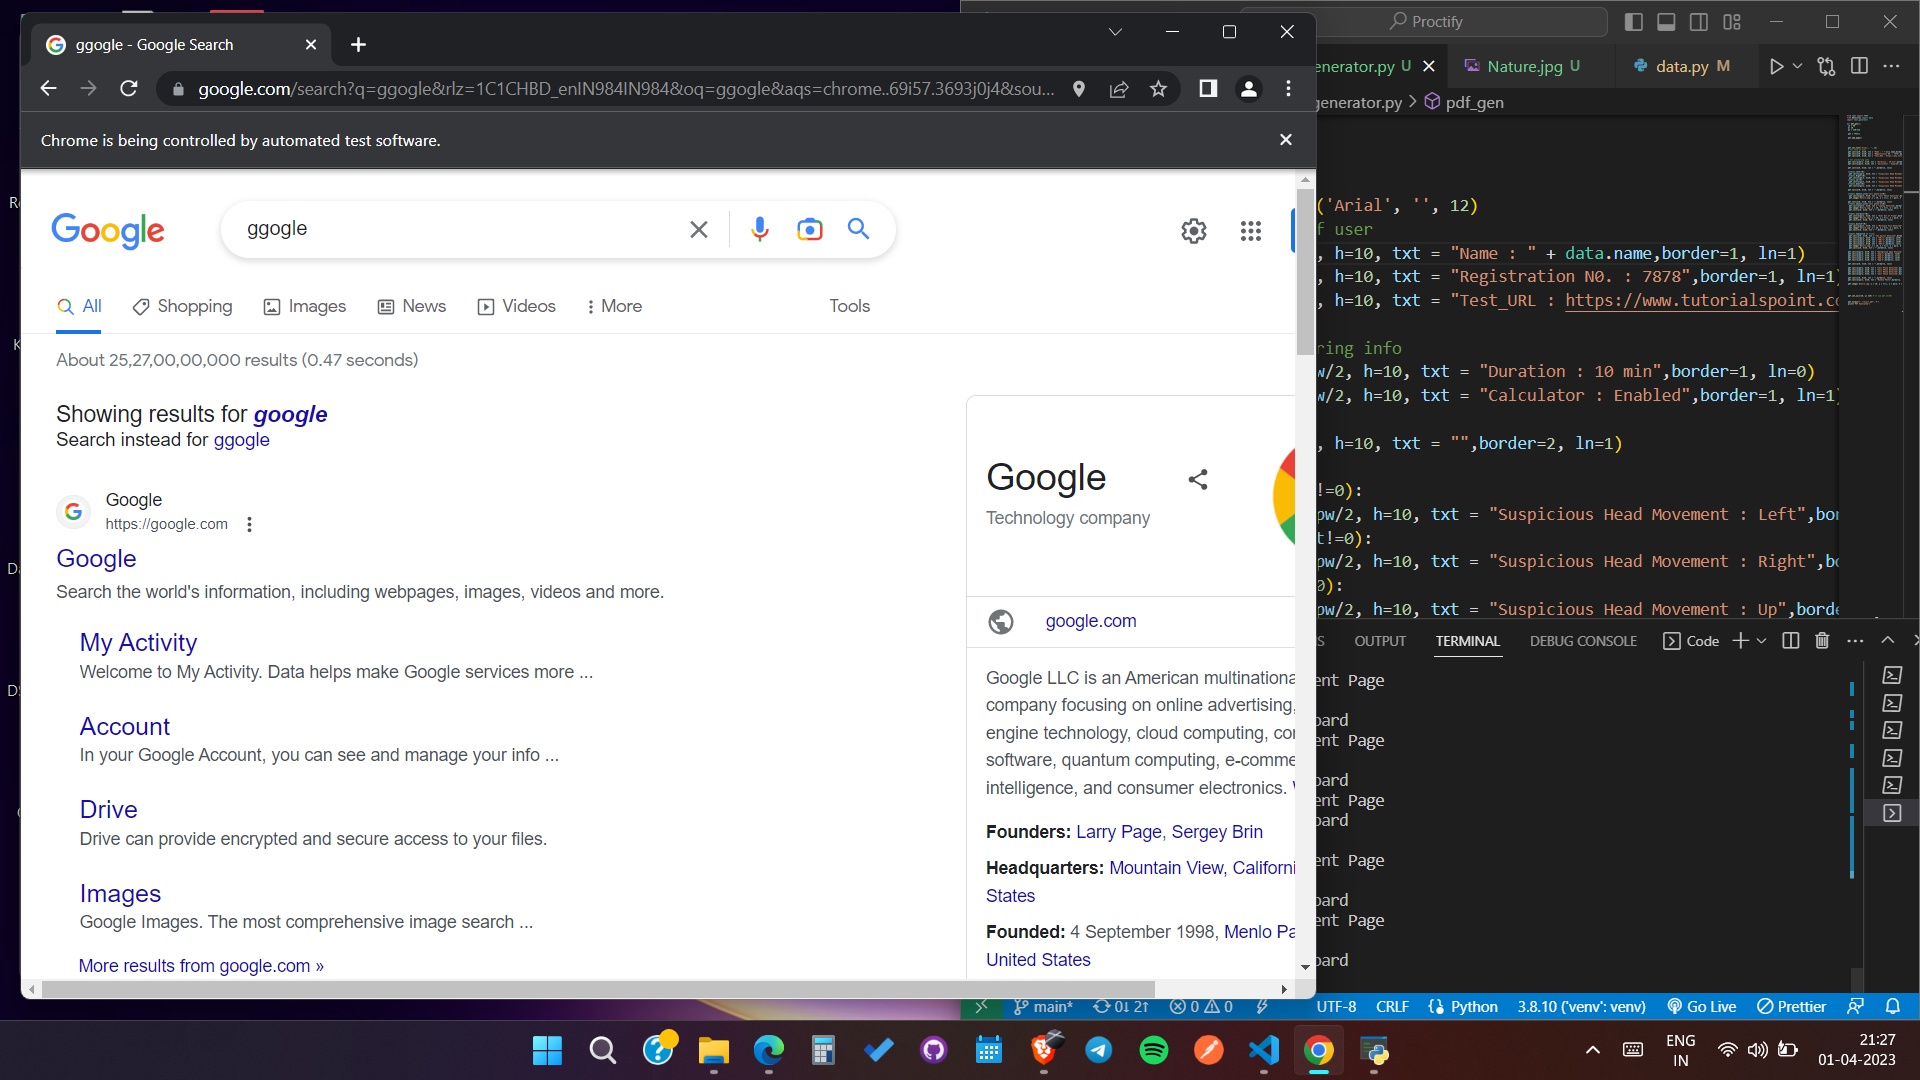 ggogle - Google Search
google.com/search?q=ggogle&rlz=1C1CHBD_enIN984IN984&oq=ggogle&aqs=chrome..69i57.3693j0j4&sou...
Chrome is being controlled by automated test software.
Google
ggogle
All
Shopping
Images
News
Videos
More
Tools
About 25,27,00,00,000 results (0.47 seconds)
Showing results for google
Search instead for ggogle
Google
https://google.com
Google
Search the world's information, including webpages, images, videos and more.
My Activity
Welcome to My Activity. Data helps make Google services more ...
Account
In your Google Account, you can see and manage your info ...
Drive
Drive can provide encrypted and secure access to your files.
Images
Google Images. The most comprehensive image search ...
More results from google.com »
Google
Technology company
google.com
Google LLC is an American multinationa
company focusing on online advertising,
engine technology, cloud computing, co
software, quantum computing, e-comme
intelligence, and consumer electronics.
Founders: Larry Page, Sergey Brin
Headquarters: Mountain View, Californi
States
Founded: 4 September 1998, Menlo Pa
United States
Proctify
enerator.py U
Nature.jpg U
data.py M
generator.py > pdf_gen
('Arial', '', 12)
f user
, h=10, txt = "Name : " + data.name,border=1, ln=1)
, h=10, txt = "Registration N0. : 7878",border=1, ln=1)
, h=10, txt = "Test_URL : https://www.tutorialspoint.co
ring info
w/2, h=10, txt = "Duration : 10 min",border=1, ln=0)
w/2, h=10, txt = "Calculator : Enabled",border=1, ln=1)
, h=10, txt = "",border=2, ln=1)
!=0):
pw/2, h=10, txt = "Suspicious Head Movement : Left",bor
t!=0):
pw/2, h=10, txt = "Suspicious Head Movement : Right",bo
0):
pw/2, h=10, txt = "Suspicious Head Movement : Up",borde
S
OUTPUT
TERMINAL
DEBUG CONSOLE
Code
ent Page
oard
ent Page
oard
ent Page
oard
ent Page
oard
ent Page
oard
main*
0↓ 2↑
0
0
UTF-8
CRLF
{} Python
3.8.10 ('venv': venv)
Go Live
Prettier
ENG
IN
21:27
01-04-2023